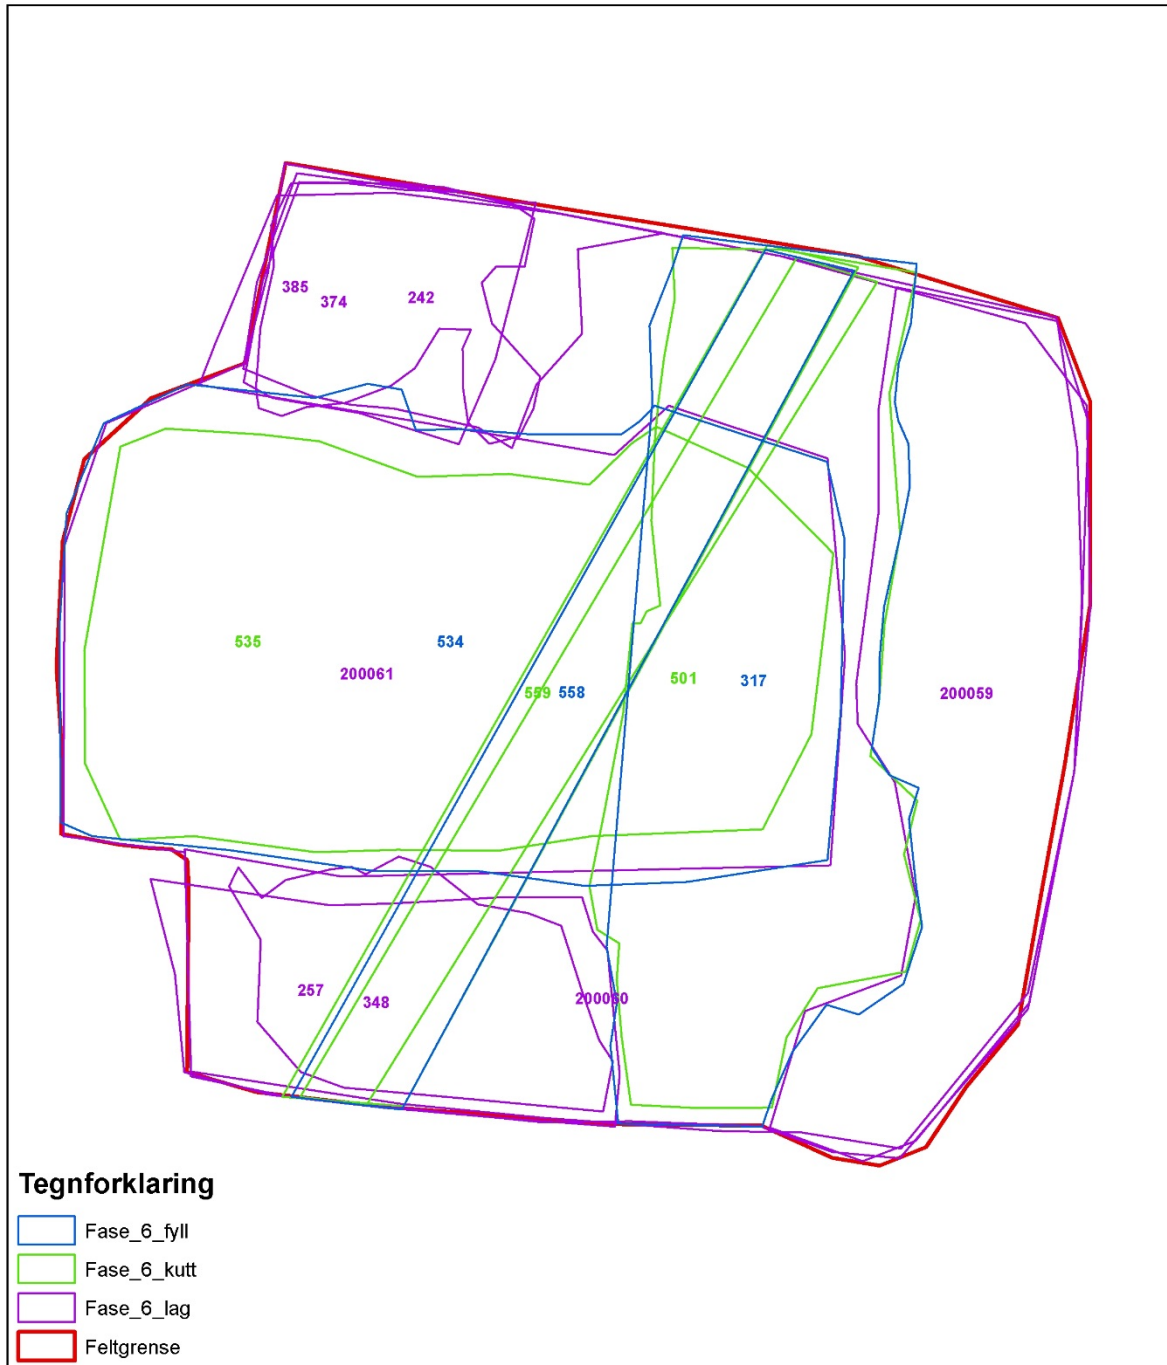 385
374
242
535
534
200061
559
558
501
317
200059
257
348
200060
Tegnforklaring
Fase_6_fyll
Fase_6_kutt
Fase_6_lag
Feltgrense